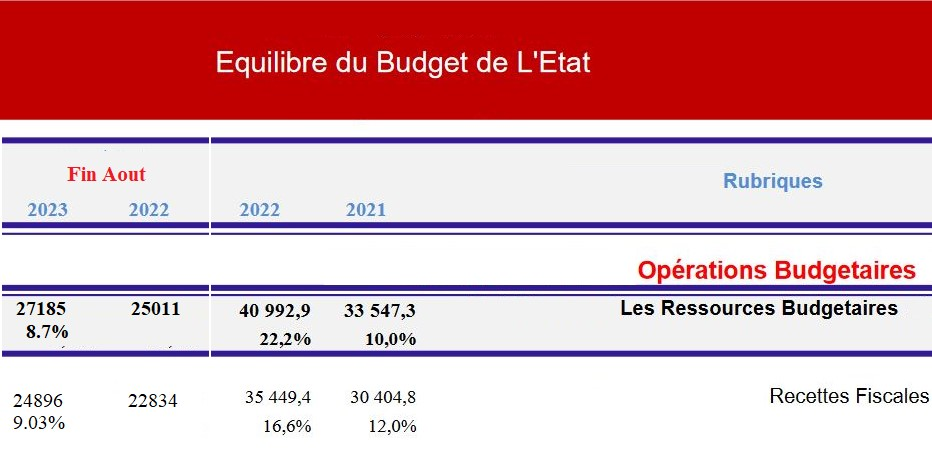 Equilibre du Budget de L'Etat
Fin Aout
2023 2022 2022 2021 Rubriques
Opérations Budgetaires
27185 25011 40 992,9 33 547,3 Les Ressources Budgetaires
8.7% 22,2% 10,0%
24896 22834 35 449,4 30 404,8 Recettes Fiscales
9.03% 16,6% 12,0%